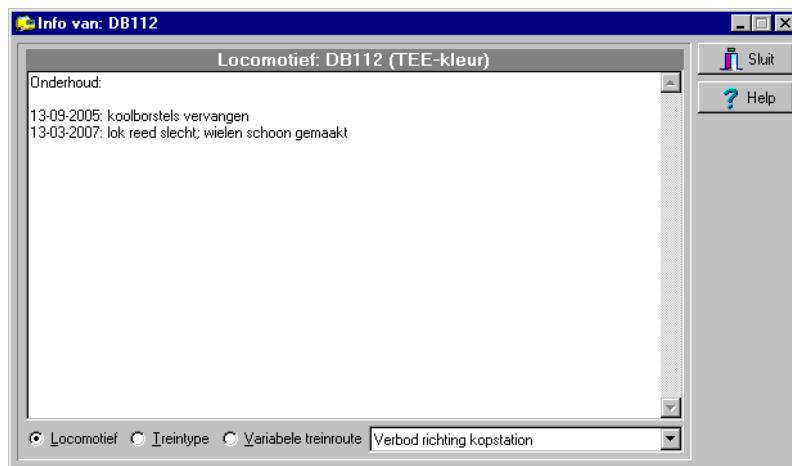 Info van: DB112
Locomotief: DB112 (TEE-kleur)
Sluit
Help
Onderhoud:
13-09-2005: koolborstels vervangen
13-03-2007: lok reed slecht; wielen schoon gemaakt
Locomotief Treintype Variabele treinroute Verbod richting kopstation